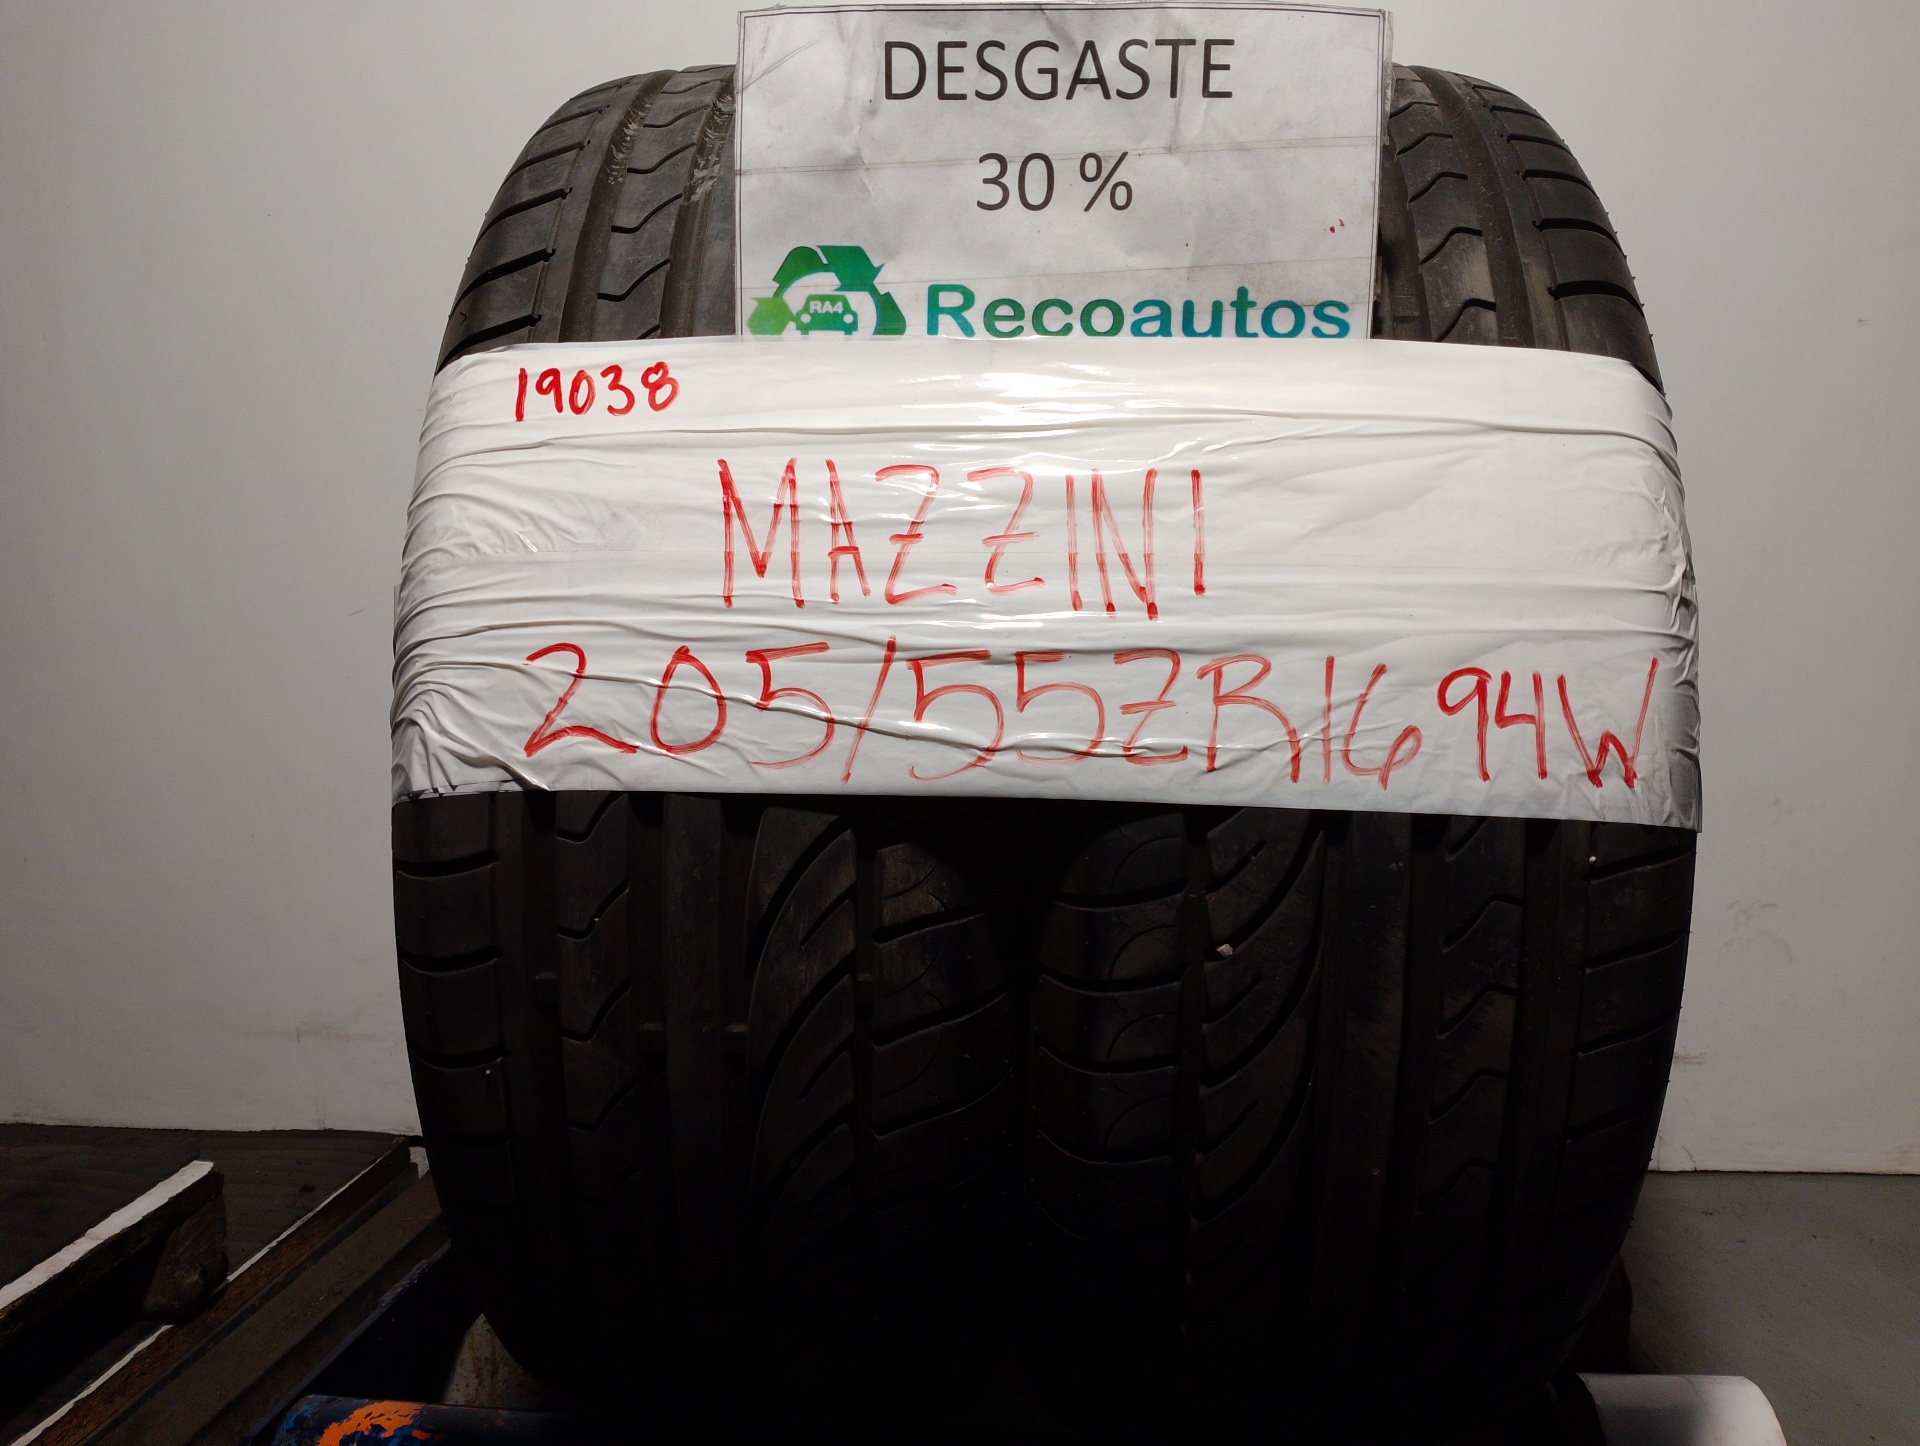 DESGASTE
30 %
RA4
Recoautos
19038
MAZZINI
205/55ZR16 94W